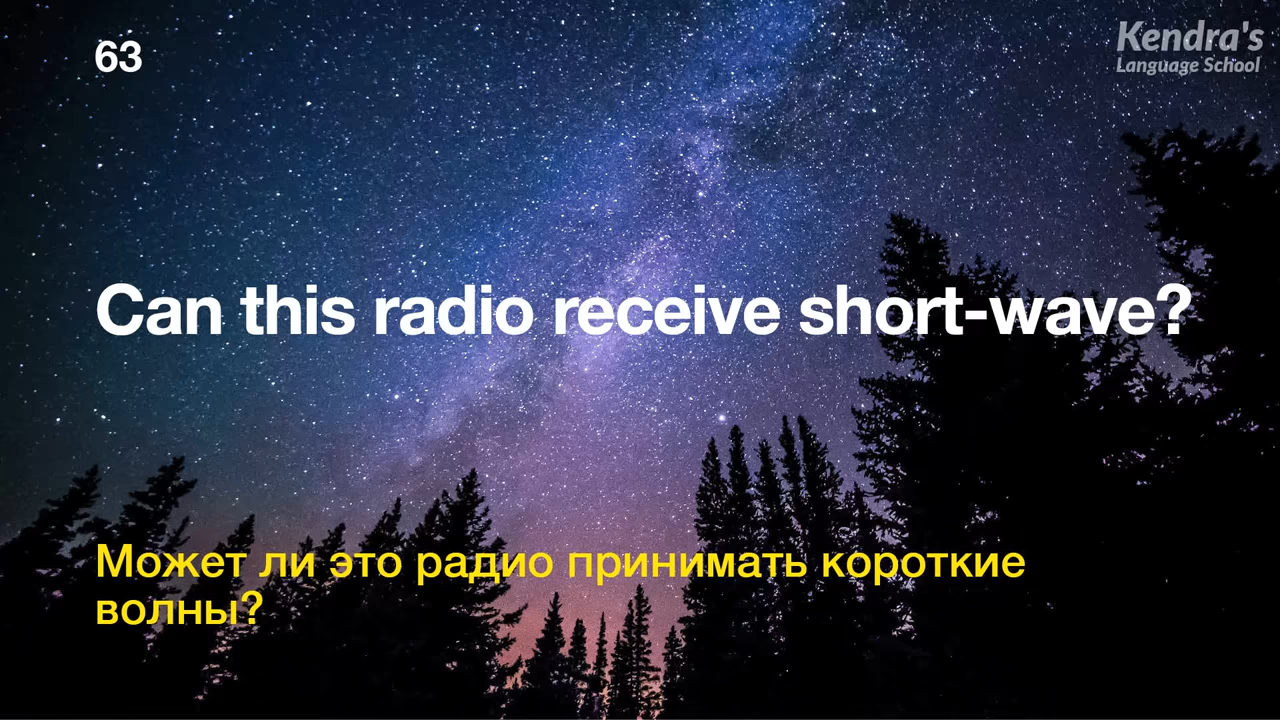 63
Kendra's
Language School
Can this radio receive short-wave?
Может ли это радио принимать короткие
волны?